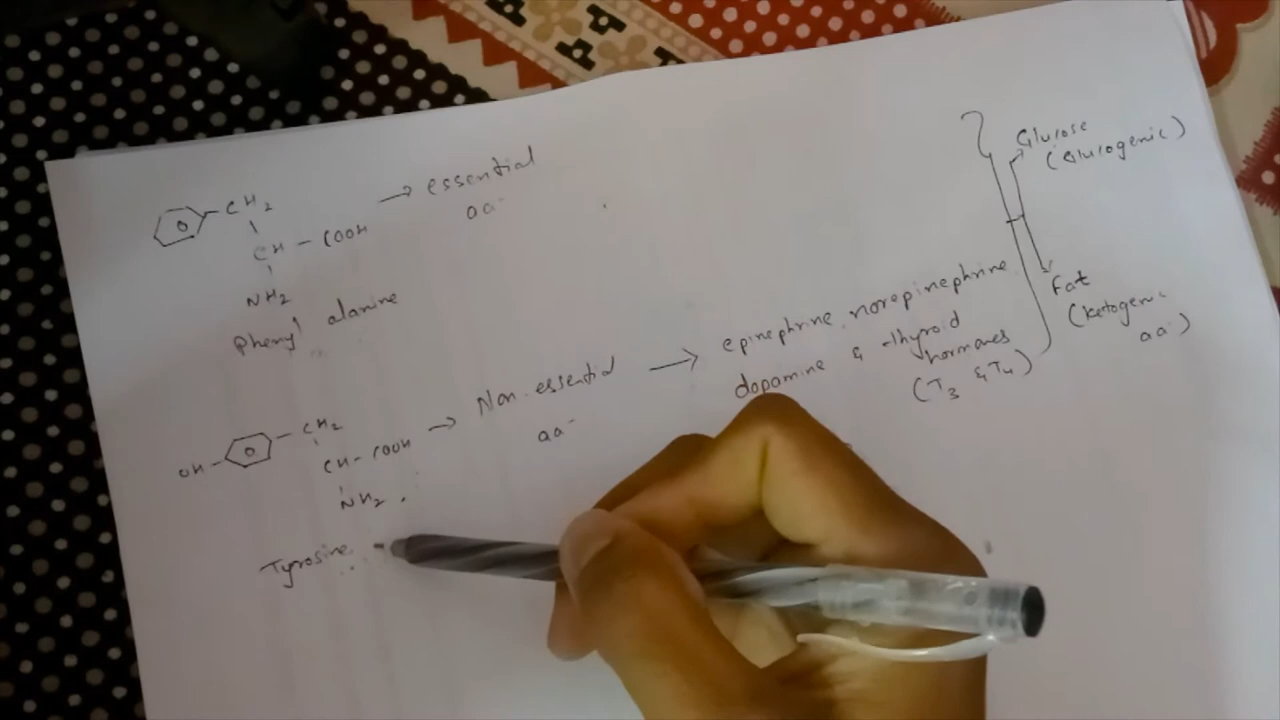 CH2 → essential
aa-
CH - COOH
NH2
Phenyl alanine
OH CH2 → Non-essential → epinephrine, norepinephrine
aa-
dopamine & thyroid
hormones
(T3 & T4)
CH - COOH
NH2
Tyrosine
Glucose
(Glucogenic)
Fat
(Ketogenic
aa-)